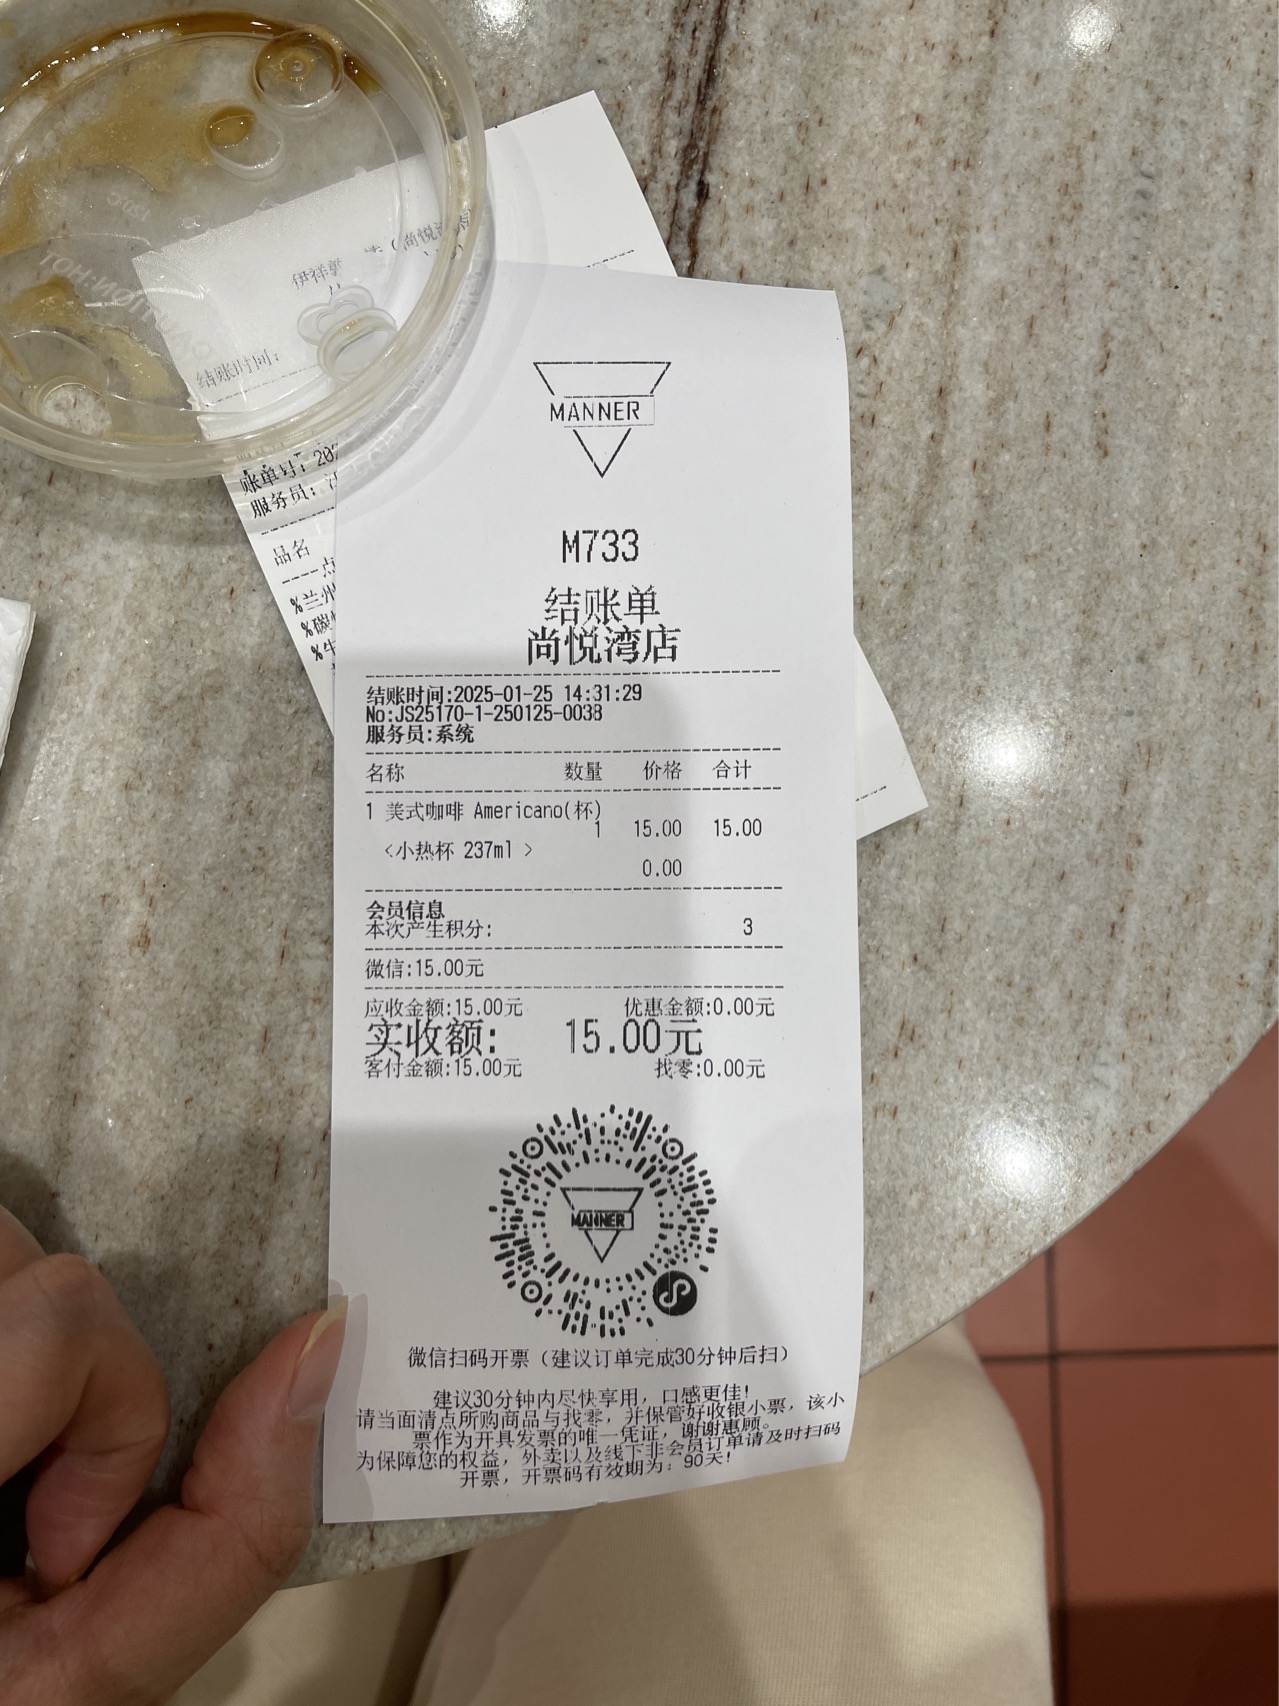 伊祥
(尚悦
结账时间:
账单号: 202
服务员:
品名
点
%兰州
%碳
%牛
MANNER
M733
结账单
尚悦湾店
结账时间:2025-01-25 14:31:29
No:JS25170-1-250125-0038
服务员:系统
名称 数量 价格 合计
1 美式咖啡 Americano(杯)
1 15.00 15.00
<小热杯 237ml >
0.00
会员信息
本次产生积分: 3
微信:15.00元
应收金额:15.00元 优惠金额:0.00元
实收额: 15.00元
客付金额:15.00元 找零:0.00元
MANNER
微信扫码开票（建议订单完成30分钟后扫）
建议30分钟内尽快享用，口感更佳!
请当面清点所购商品与找零，并保管好收银小票，该小
票作为开具发票的唯一凭证，谢谢惠顾。
为保障您的权益，外卖以及线下非会员订单请及时扫码
开票，开票码有效期为: 90天!